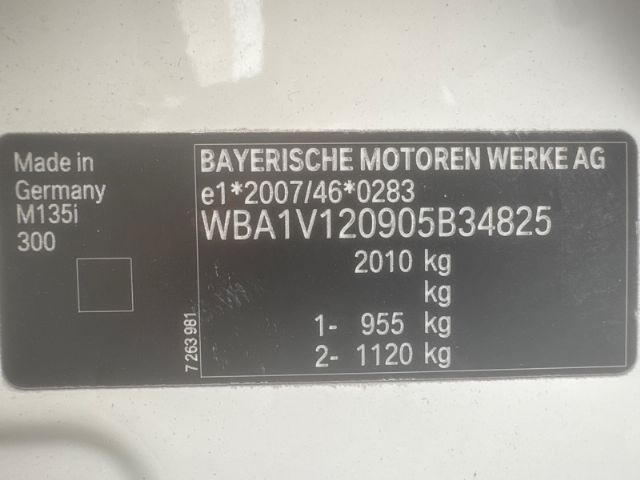 Made in
Germany
M135i
300
BAYERISCHE MOTOREN WERKE AG
e1*2007/46*0283
WBA1V120905B34825
2010 kg
kg
1- 955 kg
2- 1120 kg
7 263 981